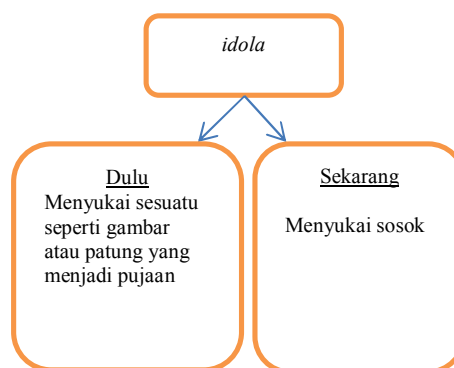 idola
Dulu
Menyukai sesuatu
seperti gambar
atau patung yang
menjadi pujaan
Sekarang
Menyukai sosok